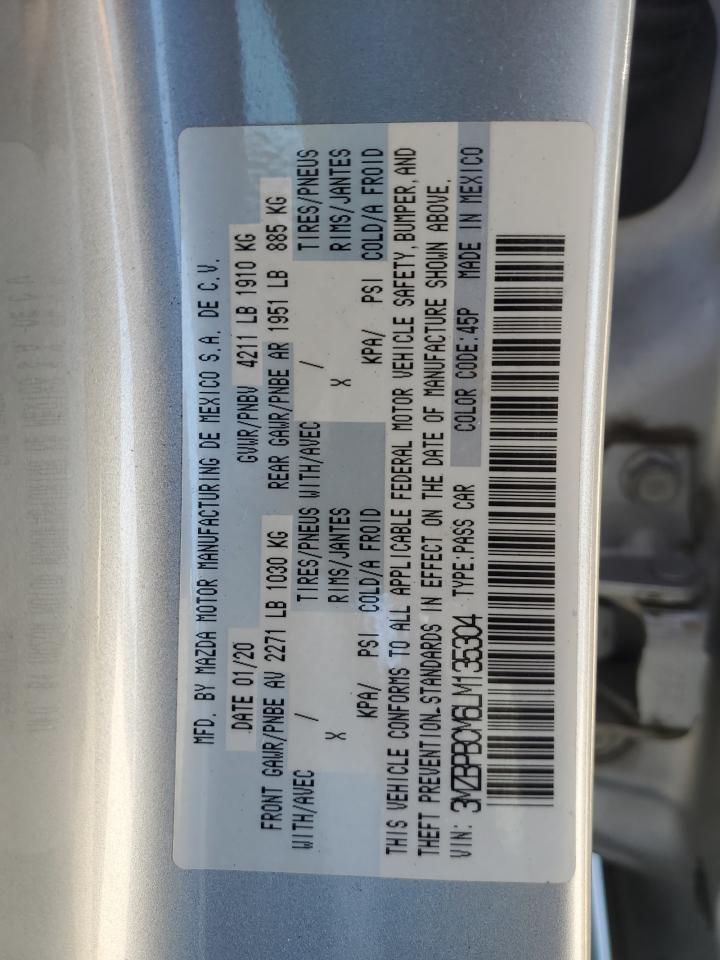 MFD. BY MAZDA MOTOR MANUFACTURING DE MEXICO S.A. DE C.V.
DATE 01/20 GVWR/PNBV 4211 LB 1910 KG
FRONT GAWR/PNBE AV 2271 LB 1030 KG REAR GAWR/PNBE AR 1951 LB 885 KG
WITH/AVEC / TIRES/PNEUS WITH/AVEC / TIRES/PNEUS
X RIMS/JANTES X RIMS/JANTES
KPA/ PSI COLD/A FROID KPA/ PSI COLD/A FROID
THIS VEHICLE CONFORMS TO ALL APPLICABLE FEDERAL MOTOR VEHICLE SAFETY, BUMPER, AND
THEFT PREVENTION STANDARDS IN EFFECT ON THE DATE OF MANUFACTURE SHOWN ABOVE.
VIN: 3MZBPBCM6LM135304 TYPE:PASS CAR COLOR CODE:45P MADE IN MEXICO